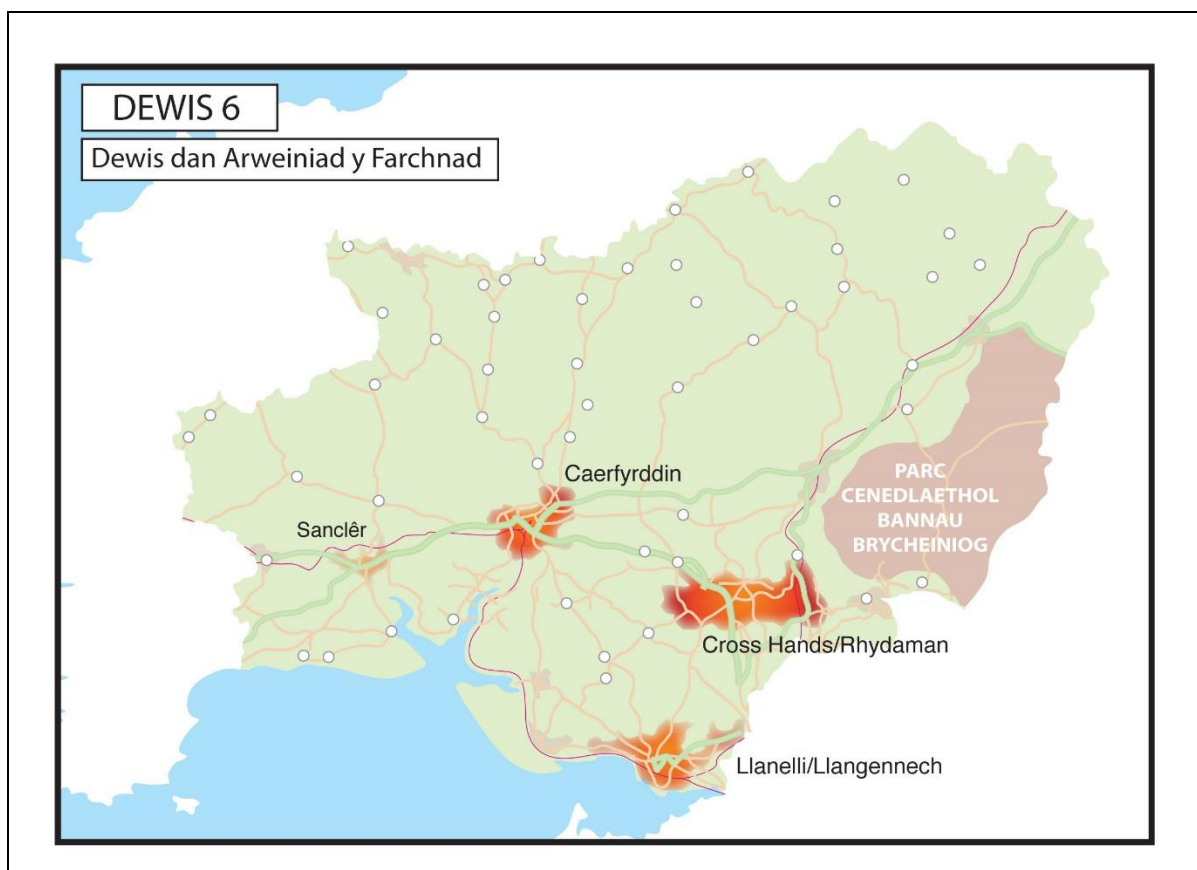 DEWIS 6
Dewis dan Arweiniad y Farchnad
Caerfyrddin
Sanclêr
PARC
CENEDLAETHOL
BANNAU
BRYCHEINIOG
Cross Hands/Rhydaman
Llanelli/Llangennech